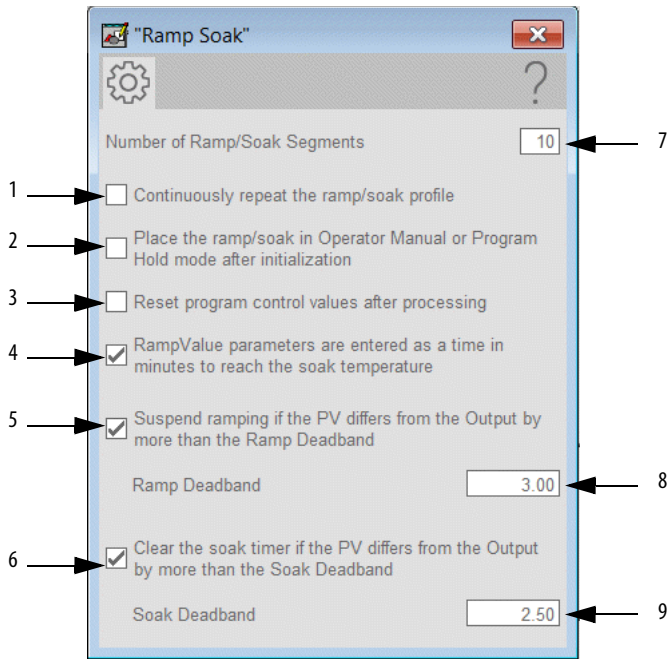 "Ramp Soak"
?
Number of Ramp/Soak Segments 10 7
1 Continuously repeat the ramp/soak profile
2 Place the ramp/soak in Operator Manual or Program
Hold mode after initialization
3 Reset program control values after processing
4 RampValue parameters are entered as a time in
minutes to reach the soak temperature
5 Suspend ramping if the PV differs from the Output by
more than the Ramp Deadband
Ramp Deadband 3.00 8
6 Clear the soak timer if the PV differs from the Output
by more than the Soak Deadband
Soak Deadband 2.50 9